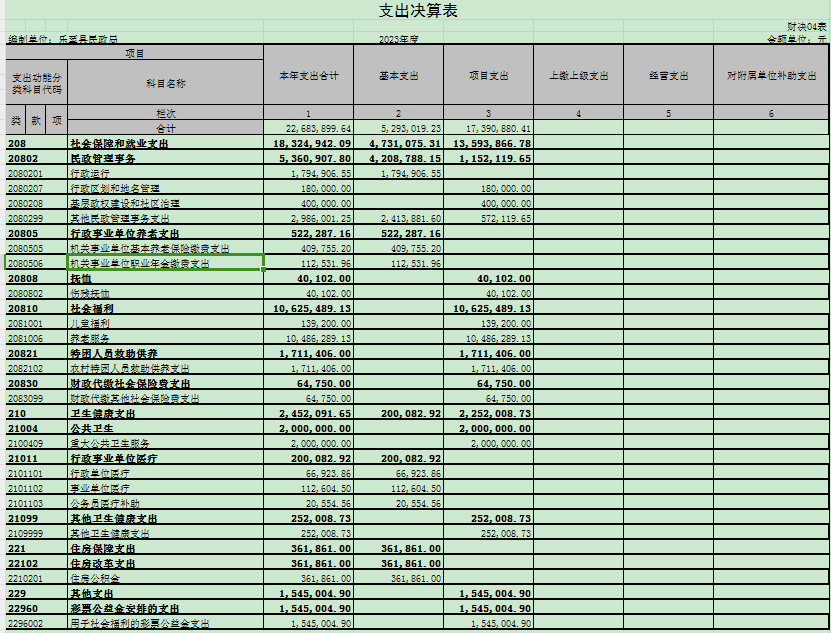 支出决算表
财决04表
编制单位：乐至县民政局 2023年度 金额单位：元
项目 本年支出合计 基本支出 项目支出 上缴上级支出 经营支出 对附属单位补助支出
支出功能分类科目代码 科目名称
类 款 项 栏次 1 2 3 4 5 6
合计 22,683,899.64 5,293,019.23 17,390,880.41
208 社会保障和就业支出 18,324,942.09 4,731,075.31 13,593,866.78
20802 民政管理事务 5,360,907.80 4,208,788.15 1,152,119.65
2080201 行政运行 1,794,906.55 1,794,906.55
2080207 行政区划和地名管理 180,000.00 180,000.00
2080208 基层政权建设和社区治理 400,000.00 400,000.00
2080299 其他民政管理事务支出 2,986,001.25 2,413,881.60 572,119.65
20805 行政事业单位养老支出 522,287.16 522,287.16
2080505 机关事业单位基本养老保险缴费支出 409,755.20 409,755.20
2080506 机关事业单位职业年金缴费支出 112,531.96 112,531.96
20808 抚恤 40,102.00 40,102.00
2080802 伤残抚恤 40,102.00 40,102.00
20810 社会福利 10,625,489.13 10,625,489.13
2081001 儿童福利 139,200.00 139,200.00
2081006 养老服务 10,486,289.13 10,486,289.13
20821 特困人员救助供养 1,711,406.00 1,711,406.00
2082102 农村特困人员救助供养支出 1,711,406.00 1,711,406.00
20830 财政代缴社会保险费支出 64,750.00 64,750.00
2083099 财政代缴其他社会保险费支出 64,750.00 64,750.00
210 卫生健康支出 2,452,091.65 200,082.92 2,252,008.73
21004 公共卫生 2,000,000.00 2,000,000.00
2100409 重大公共卫生服务 2,000,000.00 2,000,000.00
21011 行政事业单位医疗 200,082.92 200,082.92
2101101 行政单位医疗 66,923.86 66,923.86
2101102 事业单位医疗 112,604.50 112,604.50
2101103 公务员医疗补助 20,554.56 20,554.56
21099 其他卫生健康支出 252,008.73 252,008.73
2109999 其他卫生健康支出 252,008.73 252,008.73
221 住房保障支出 361,861.00 361,861.00
22102 住房改革支出 361,861.00 361,861.00
2210201 住房公积金 361,861.00 361,861.00
229 其他支出 1,545,004.90 1,545,004.90
22960 彩票公益金安排的支出 1,545,004.90 1,545,004.90
2296002 用于社会福利的彩票公益金支出 1,545,004.90 1,545,004.90